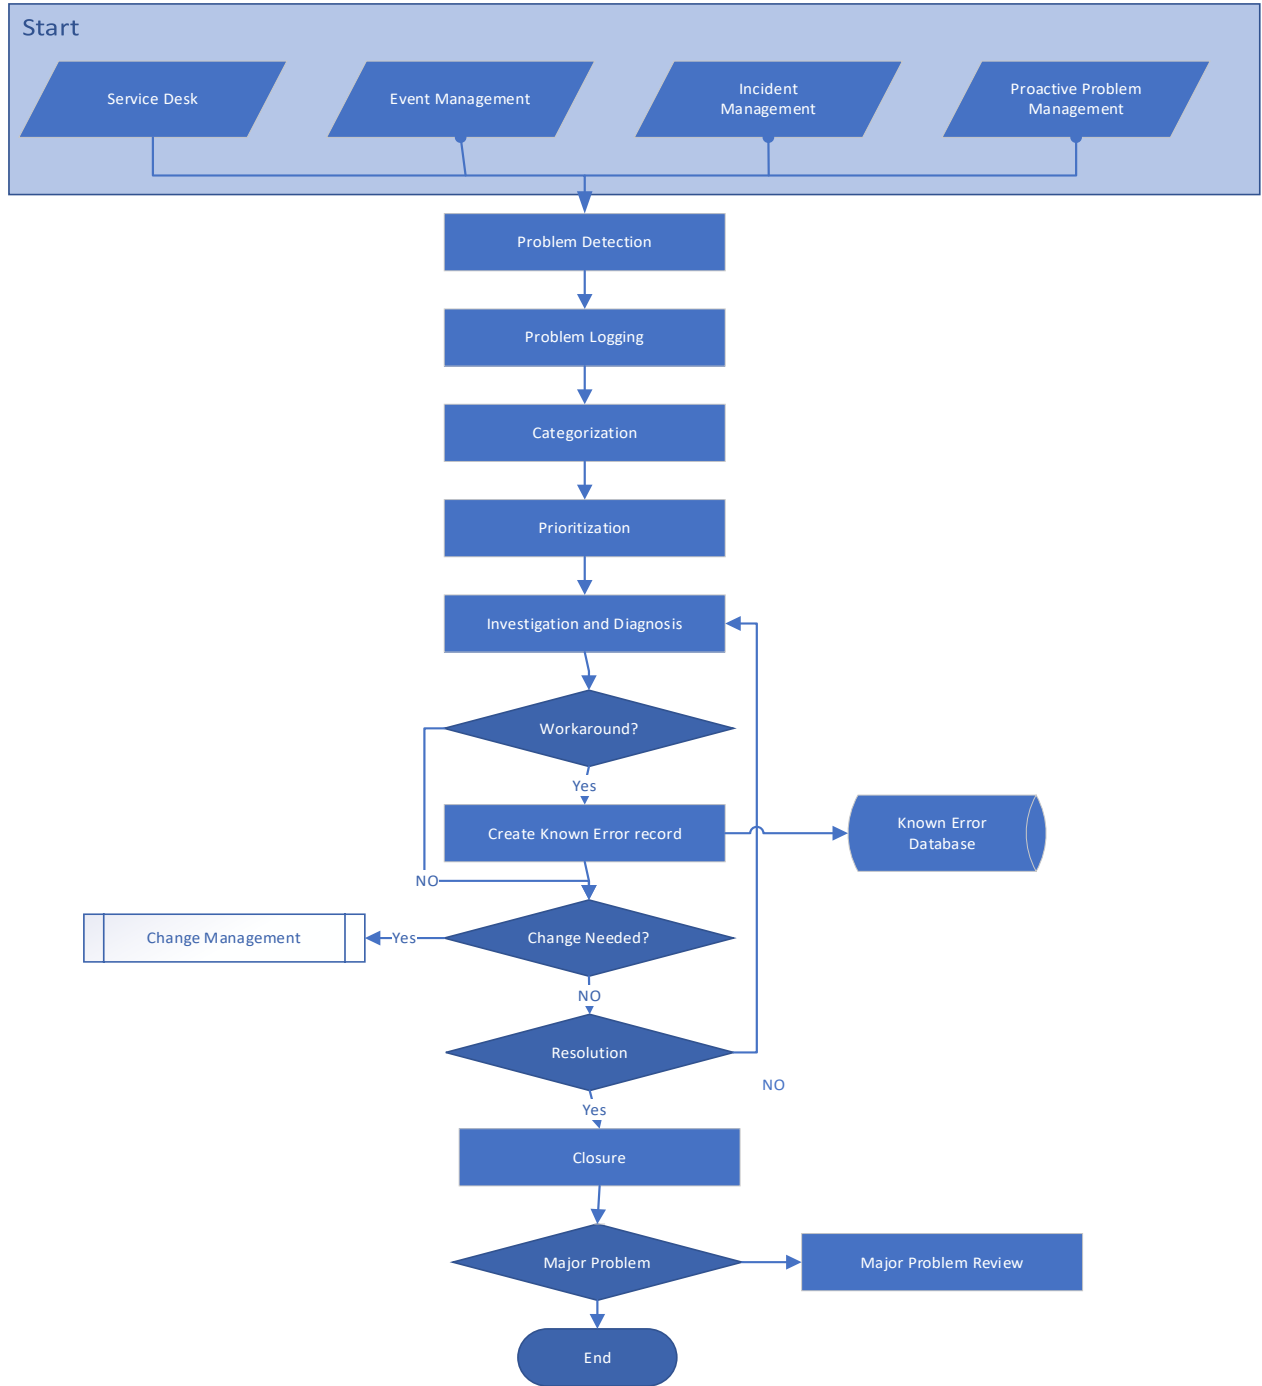 Start
Service Desk
Event Management
Incident
Management
Proactive Problem
Management
Problem Detection
Problem Logging
Categorization
Prioritization
Investigation and Diagnosis
Workaround?
Yes
Create Known Error record
Known Error
Database
NO
Change Needed?
Yes
Change Management
NO
Resolution
NO
Yes
Closure
Major Problem
Major Problem Review
End